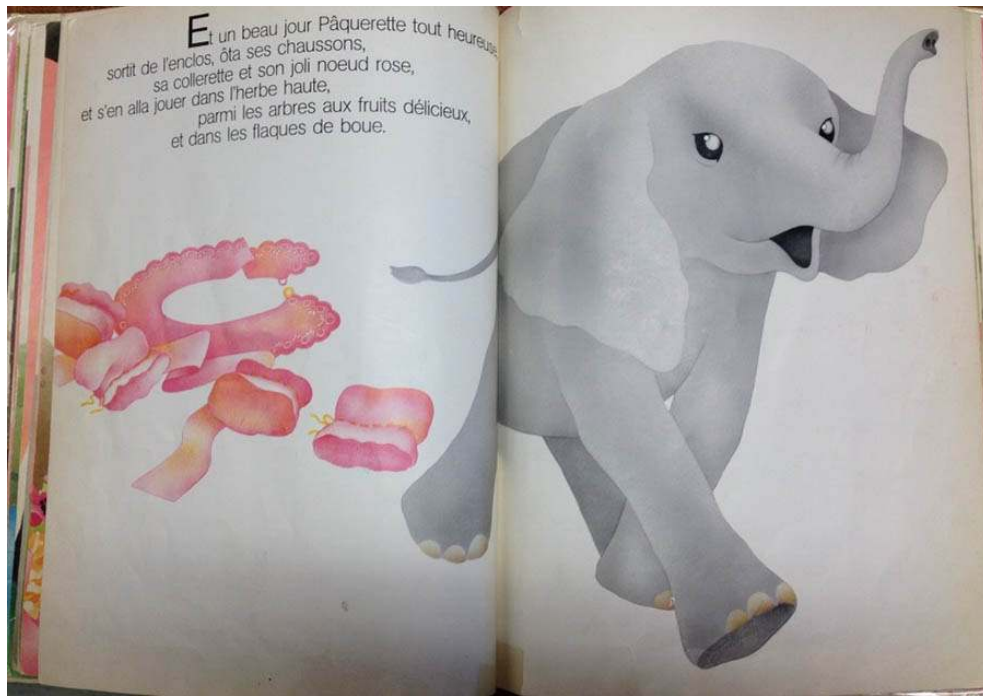 Et un beau jour Pâquerette tout heureuse,
sortit de l'enclos, ôta ses chaussons,
sa collerette et son joli noeud rose,
et s'en alla jouer dans l'herbe haute,
parmi les arbres aux fruits délicieux,
et dans les flaques de boue.